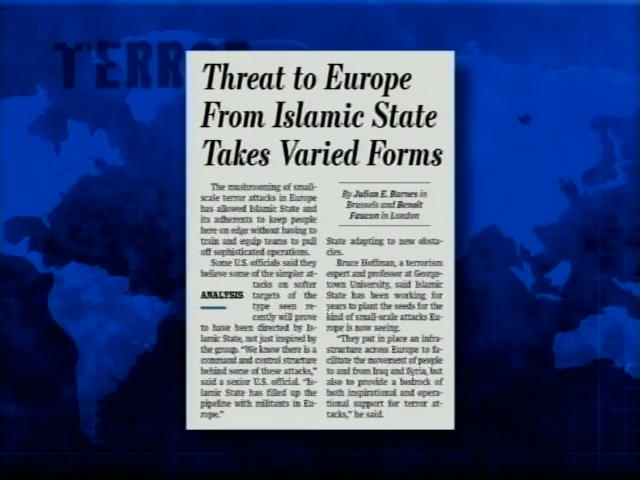 TERROR
Threat to Europe
From Islamic State
Takes Varied Forms
The mushrooming of small-
scale terror attacks in Europe
has allowed Islamic State and
its adherents to keep people
here on edge without having to
train and equip teams to pull
off sophisticated operations.
Some U.S. officials said they
believe some of the simpler at-
tacks on softer
ANALYSIS targets of the
type seen re-
cently will prove
to have been directed by Is-
lamic State, not just inspired by
the group. "We know there is a
command and control structure
behind some of these attacks,"
said a senior U.S. official. "Is-
lamic State has filled up the
pipeline with militants in Eu-
rope."
By Julian E. Barnes in
Brussels and Benoît
Faucon in London
State adapting to new obsta-
cles.
Bruce Hoffman, a terrorism
expert and professor at George-
town University, said Islamic
State has been working for
years to plant the seeds for the
kind of small-scale attacks Eu-
rope is now seeing.
"They put in place an infra-
structure across Europe to fa-
cilitate the movement of people
to and from Iraq and Syria, but
also to provide a bedrock of
both inspirational and opera-
tional support for terror at-
tacks," he said.